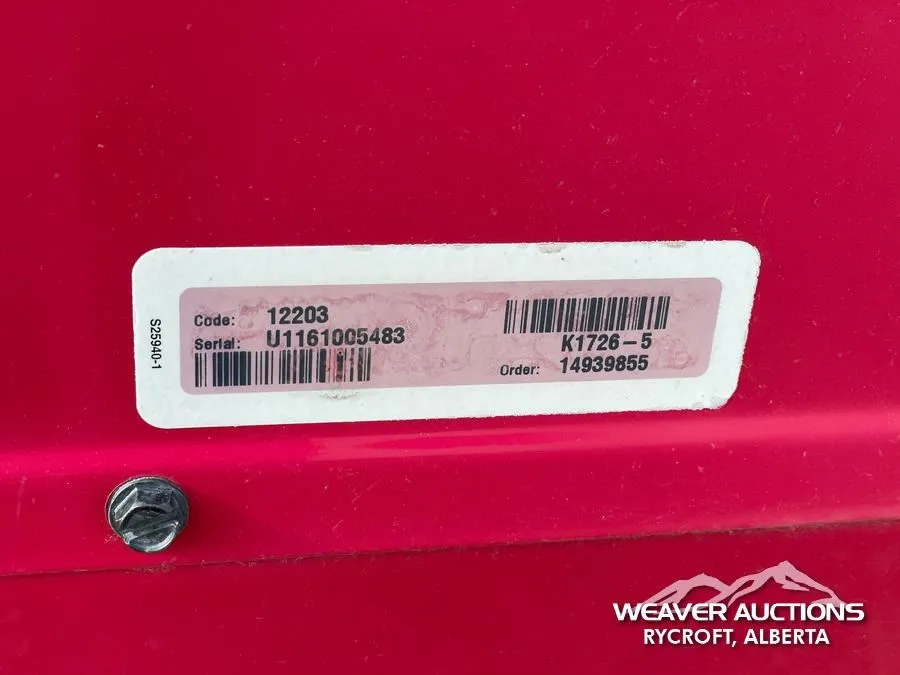 S25940-1
Code: 12203
Serial: U1161005483
K1726-5
Order: 14939855
WEAVER AUCTIONS
RYCROFT, ALBERTA